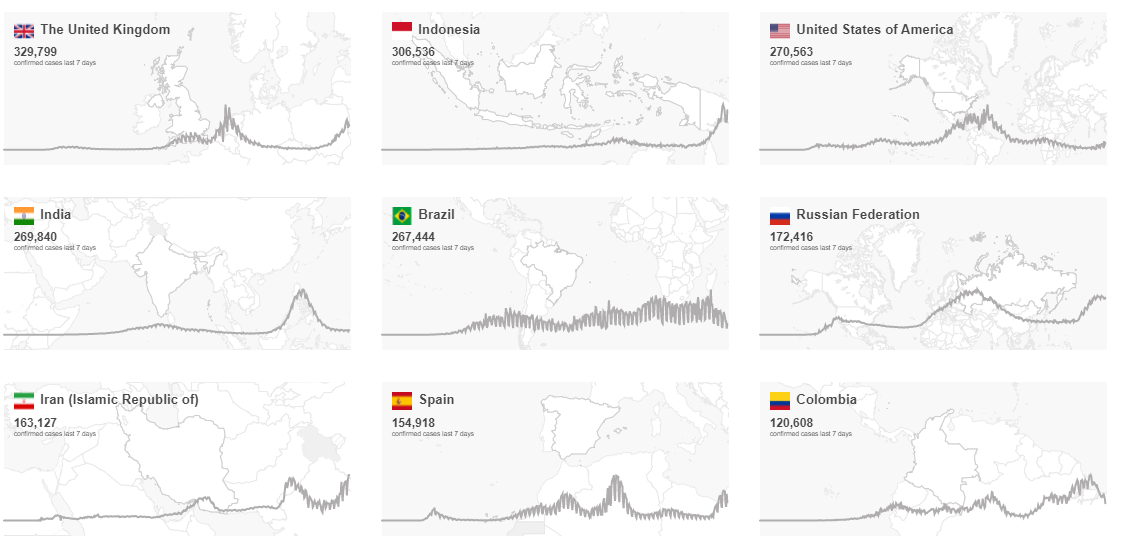 The United Kingdom
329,799
confirmed cases last 7 days
Indonesia
306,536
confirmed cases last 7 days
United States of America
270,563
confirmed cases last 7 days
India
269,840
confirmed cases last 7 days
Brazil
267,444
confirmed cases last 7 days
Russian Federation
172,416
confirmed cases last 7 days
Iran (Islamic Republic of)
163,127
confirmed cases last 7 days
Spain
154,918
confirmed cases last 7 days
Colombia
120,608
confirmed cases last 7 days